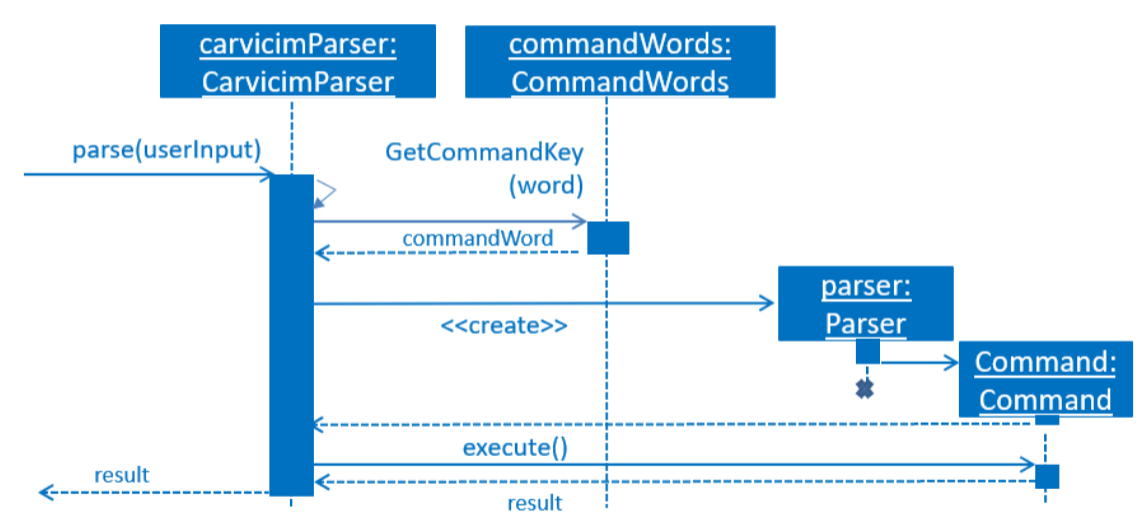 carvicimParser:
CarvicimParser
commandWords:
CommandWords
parse(userInput)
GetCommandKey
(word)
commandWord
parser:
Parser
<<create>>
Command:
Command
execute()
result
result